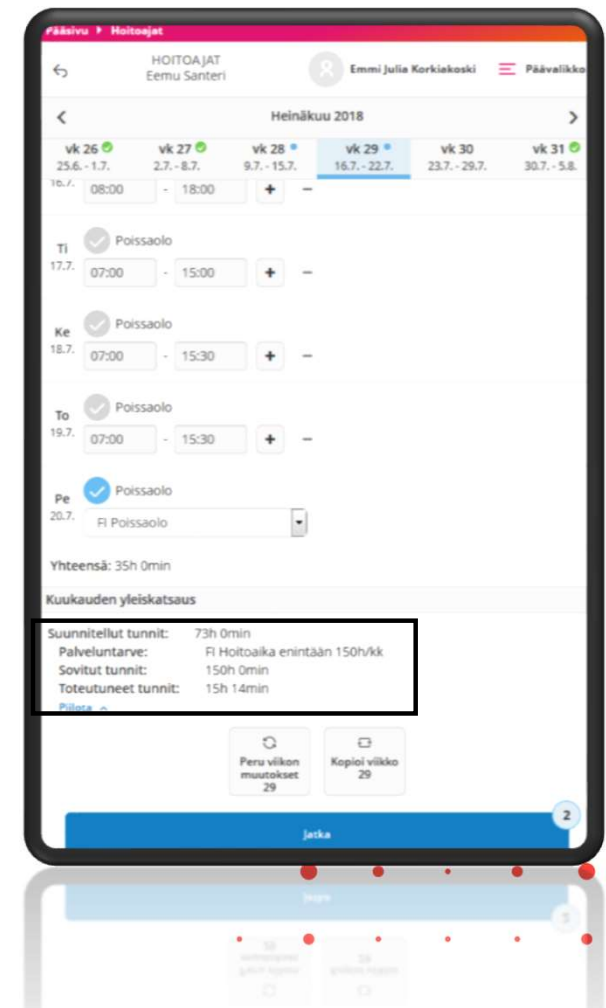 Pääsivu Hoitoajat
HOITOAJAT
Eemu Santeri
Emmi Julia Korkiakoski
Päävalikko
Heinäkuu 2018
vk 26 vk 27 vk 28 vk 29 vk 30 vk 31
25.6. - 1.7. 2.7. - 8.7. 9.7. - 15.7. 16.7. - 22.7. 23.7. - 29.7. 30.7. - 5.8.
16.7. 08:00 - 18:00 + −
Ti Poissaolo
17.7. 07:00 - 15:00 + −
Ke Poissaolo
18.7. 07:00 - 15:30 + −
To Poissaolo
19.7. 07:00 - 15:30 + −
Pe Poissaolo
20.7. FI Poissaolo
Yhteensä: 35h 0min
Kuukauden yleiskatsaus
Suunnitellut tunnit: 73h 0min
Palveluntarve: FI Hoitoaika enintään 150h/kk
Sovitut tunnit: 150h 0min
Toteutuneet tunnit: 15h 14min
Piilota
Peru viikon
muutokset
29
Kopioi viikko
29
2
Jatka